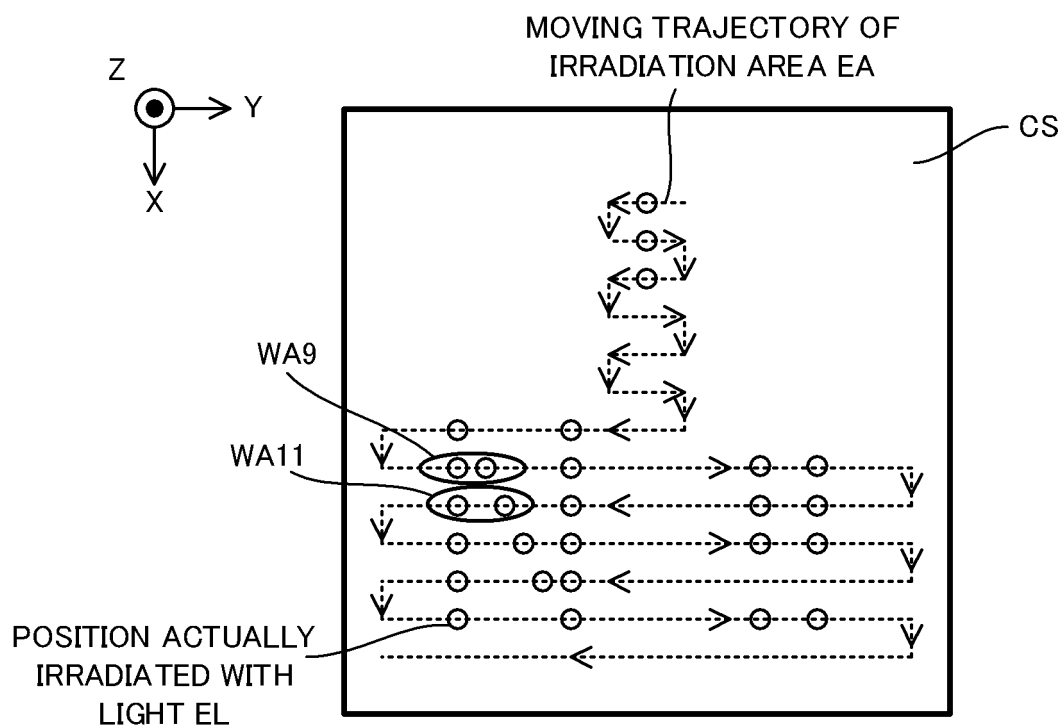 MOVING TRAJECTORY OF
IRRADIATION AREA EA
Z
Y
X
CS
WA9
WA11
POSITION ACTUALLY
IRRADIATED WITH
LIGHT EL